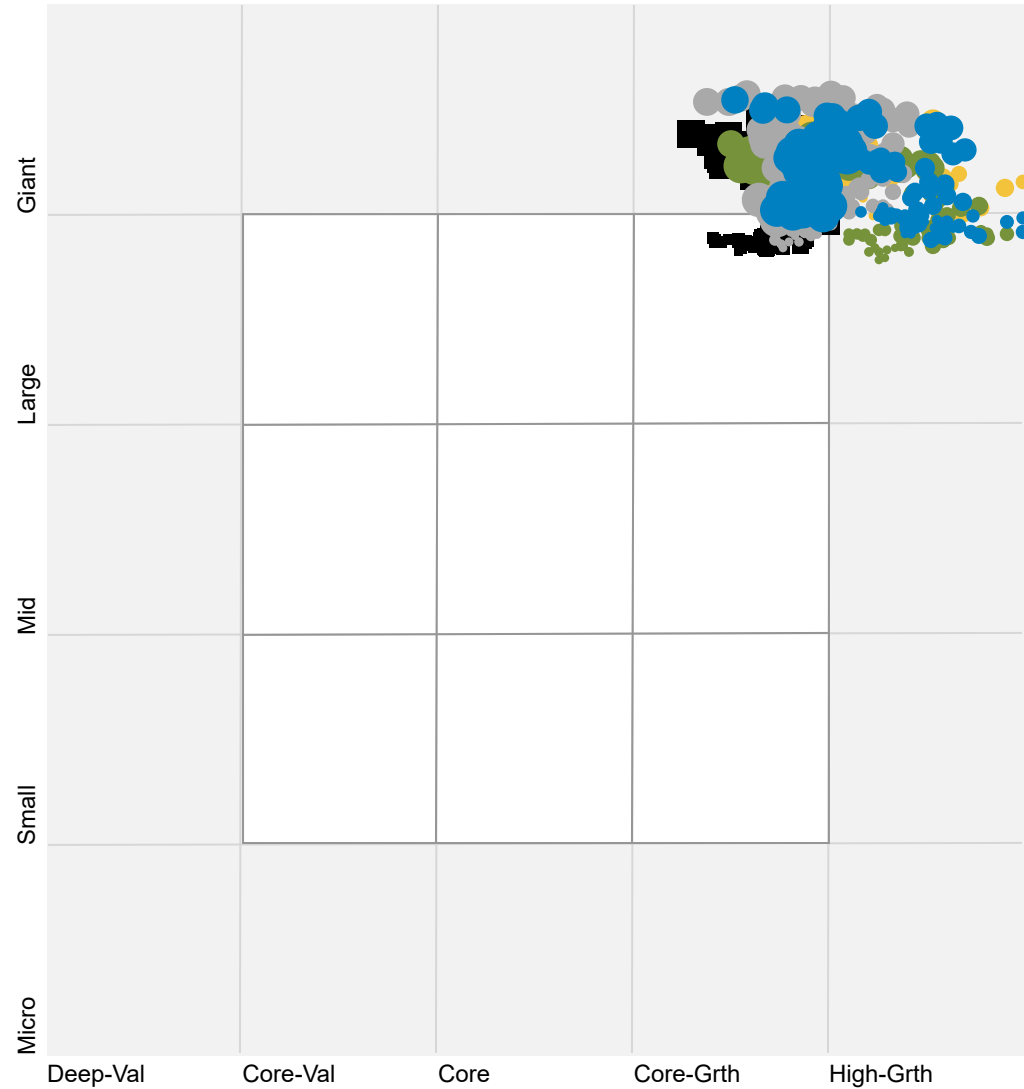 Giant
Large
Mid
Small
Micro
Deep-Val
Core-Val
Core
Core-Grth
High-Grth